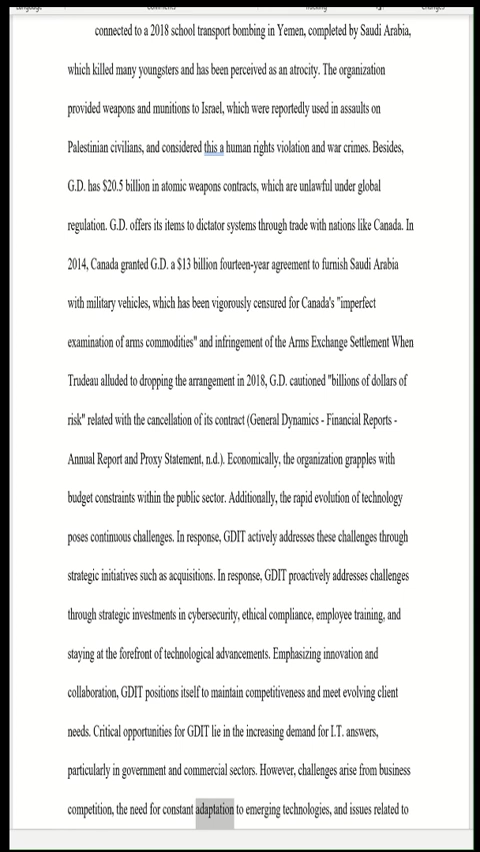 connected to a 2018 school transport bombing in Yemen, completed by Saudi Arabia,
which killed many youngsters and has been perceived as an atrocity. The organization
provided weapons and munitions to Israel, which were reportedly used in assaults on
Palestinian civilians, and considered this a human rights violation and war crimes. Besides,
G.D. has $20.5 billion in atomic weapons contracts, which are unlawful under global
regulation. G.D. offers its items to dictator systems through trade with nations like Canada. In
2014, Canada granted G.D. a $13 billion fourteen-year agreement to furnish Saudi Arabia
with military vehicles, which has been vigorously censured for Canada's "imperfect
examination of arms commodities" and infringement of the Arms Exchange Settlement When
Trudeau alluded to dropping the arrangement in 2018, G.D. cautioned "billions of dollars of
risk" related with the cancellation of its contract (General Dynamics - Financial Reports -
Annual Report and Proxy Statement, n.d.). Economically, the organization grapples with
budget constraints within the public sector. Additionally, the rapid evolution of technology
poses continuous challenges. In response, GDIT actively addresses these challenges through
strategic initiatives such as acquisitions. In response, GDIT proactively addresses challenges
through strategic investments in cybersecurity, ethical compliance, employee training, and
staying at the forefront of technological advancements. Emphasizing innovation and
collaboration, GDIT positions itself to maintain competitiveness and meet evolving client
needs. Critical opportunities for GDIT lie in the increasing demand for I.T. answers,
particularly in government and commercial sectors. However, challenges arise from business
competition, the need for constant adaptation to emerging technologies, and issues related to